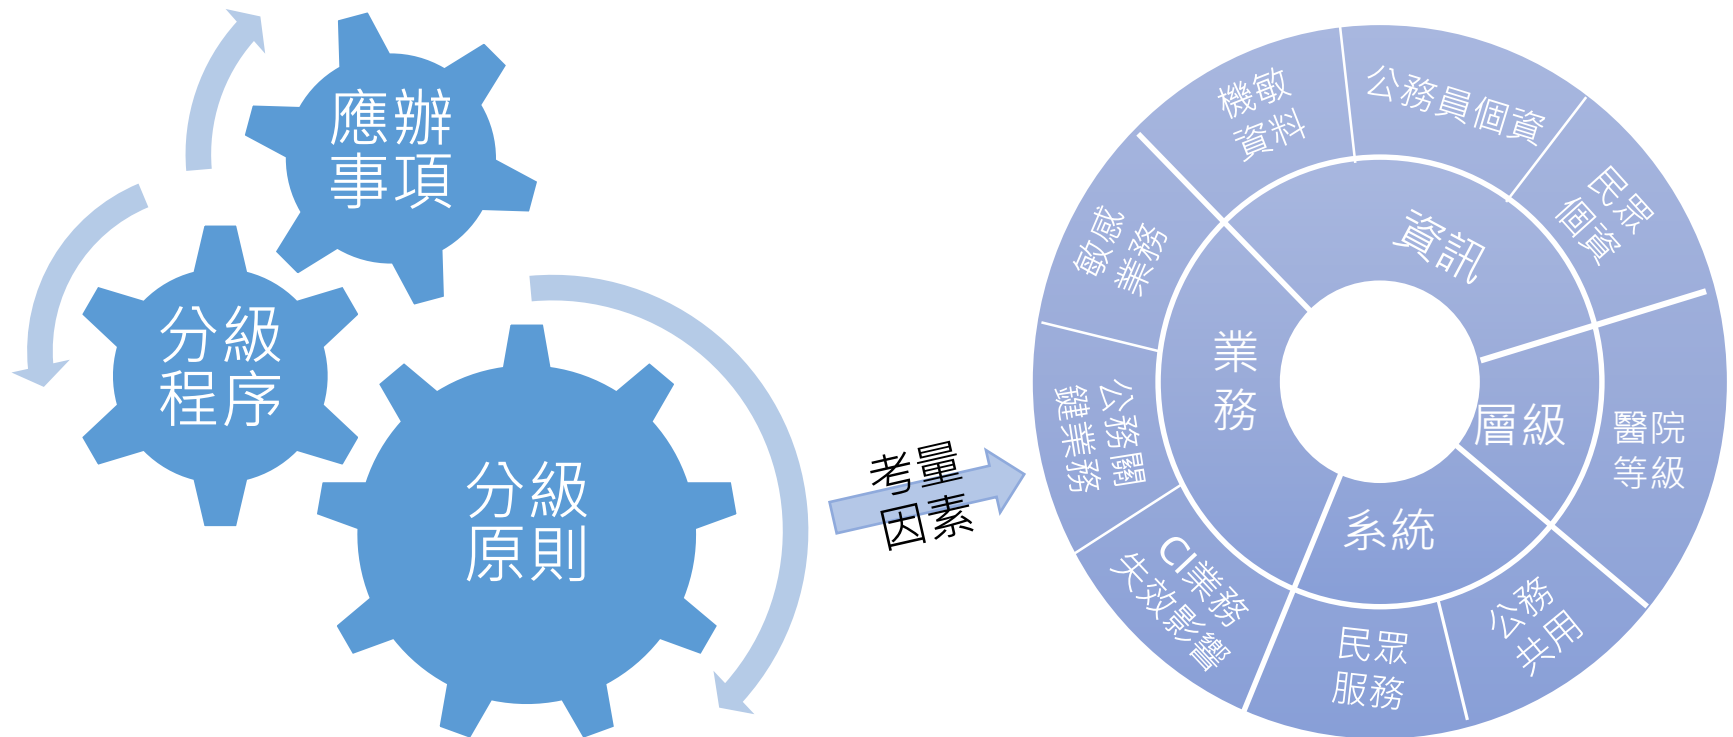 應辦
事項
分級
程序
分級
原則
考量
因素
資訊
機敏
資料
公務員個資
民眾
個資
層級
醫院
等級
系統
公務
共用
民眾
服務
業
務
CI業務
失效影響
公務關
鍵業務
敏感
業務